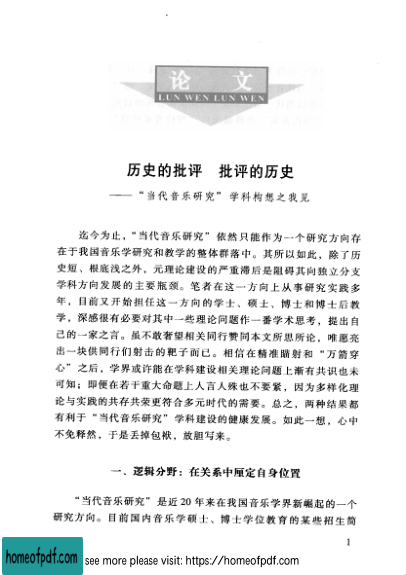 论 文
LUN WEN LUN WEN
历史的批评 批评的历史
——“当代音乐研究”学科构想之我见
迄今为止，“当代音乐研究”依然只能作为一个研究方向存
在于我国音乐学研究和教学的整体群落中。其所以如此，除了历
史短、根底浅之外，元理论建设的严重滞后是阻碍其向独立分支
学科方向发展的主要瓶颈。笔者在这一方向上从事研究实践多
年，目前又开始担任这一方向的学士、硕士、博士和博士后教
学，深感很有必要对其中一些理论问题作一番学术思考，提出自
己的一家之言。虽不敢奢望相关同行赞同本文所思所论，唯愿亮
出一块供同行们射击的靶子而已。相信在精准瞄射和“万箭穿
心”之后，学界或许能在学科建设相关理论问题上渐有共识也未
可知；即便在若干重大命题上人言人殊也不要紧，因为多样化理
论与实践的共存共荣更符合多元时代的需要。总之，两种结果都
有利于“当代音乐研究”学科建设的健康发展。如此一想，心中
不免释然，于是丢掉包袱，放胆写来。
一、逻辑分野：在关系中厘定自身位置
“当代音乐研究”是近 20 年来在我国音乐学界新崛起的一个
研究方向。目前国内音乐学硕士、博士学位教育的某些招生简
1
homeofpdf.com
see more please visit: https://homeofpdf.com